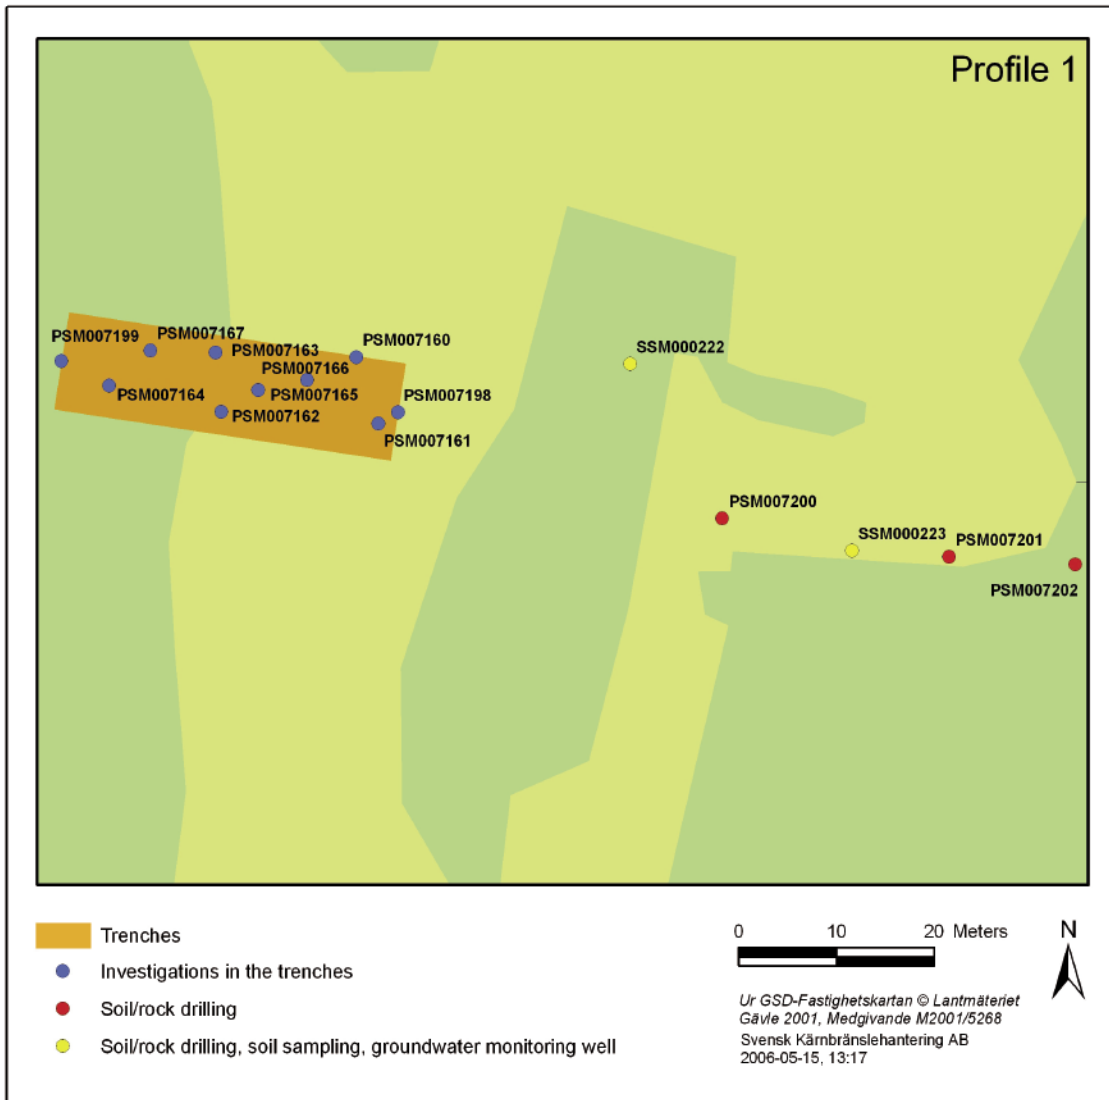 Profile 1
PSM007199
PSM007167
PSM007163
PSM007160
PSM007166
PSM007164
PSM007165
PSM007162
PSM007198
PSM007161
SSM000222
PSM007200
SSM000223
PSM007201
PSM007202
Trenches
Investigations in the trenches
Soil/rock drilling
Soil/rock drilling, soil sampling, groundwater monitoring well
0 10 20 Meters
N
Ur GSD-Fastighetskartan © Lantmäteriet
Gävle 2001, Medgivande M2001/5268
Svensk Kärnbränslehantering AB
2006-05-15, 13:17